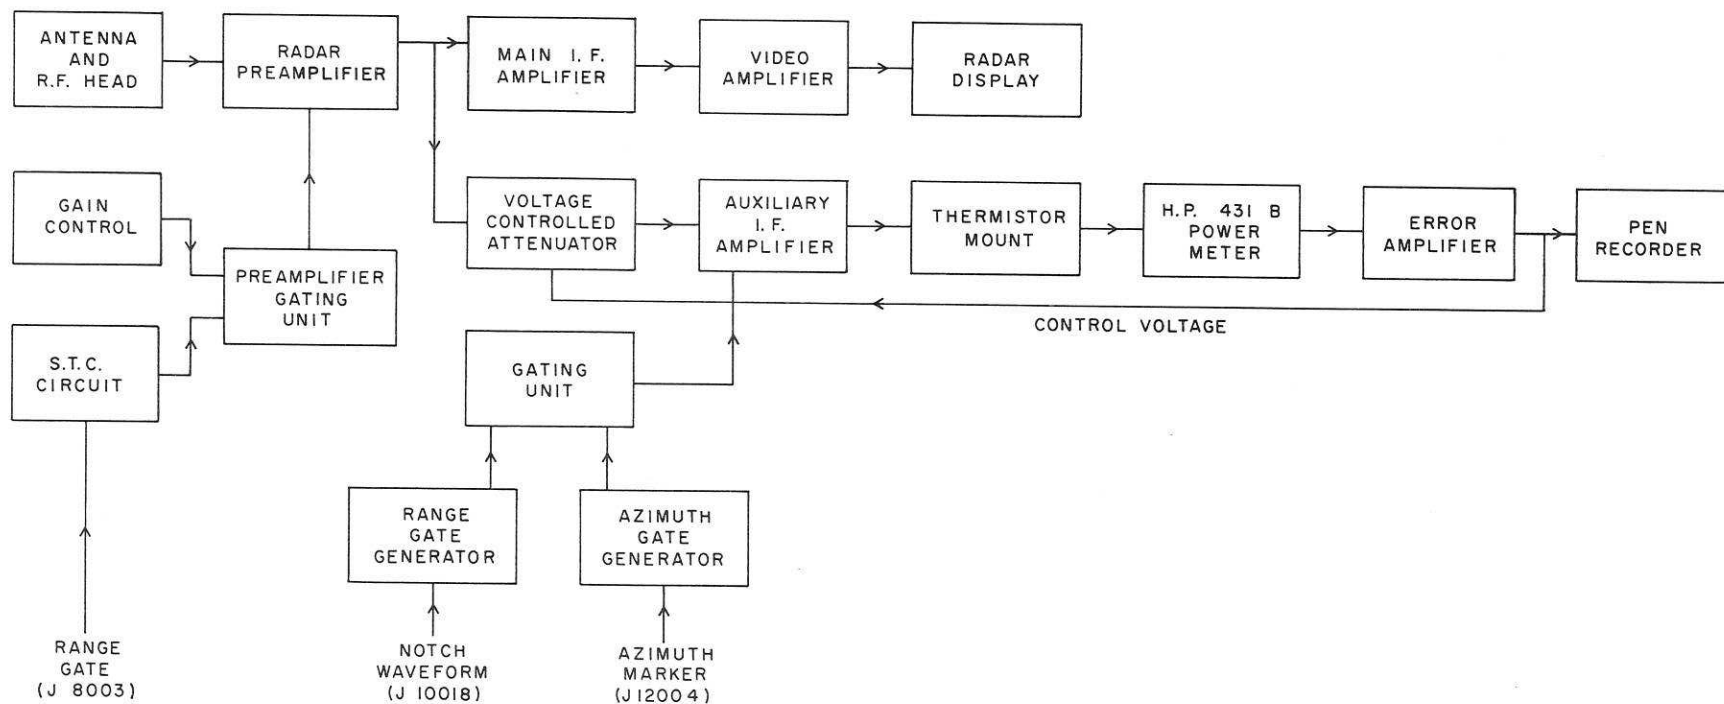 ANTENNA
AND
R.F. HEAD
RADAR
PREAMPLIFIER
MAIN I.F.
AMPLIFIER
VIDEO
AMPLIFIER
RADAR
DISPLAY
GAIN
CONTROL
VOLTAGE
CONTROLLED
ATTENUATOR
AUXILIARY
I.F.
AMPLIFIER
THERMISTOR
MOUNT
H.P. 431 B
POWER
METER
ERROR
AMPLIFIER
PEN
RECORDER
PREAMPLIFIER
GATING
UNIT
CONTROL VOLTAGE
S.T.C.
CIRCUIT
GATING
UNIT
RANGE
GATE
GENERATOR
AZIMUTH
GATE
GENERATOR
RANGE
GATE
(J 8003)
NOTCH
WAVEFORM
(J 10018)
AZIMUTH
MARKER
(J12004)